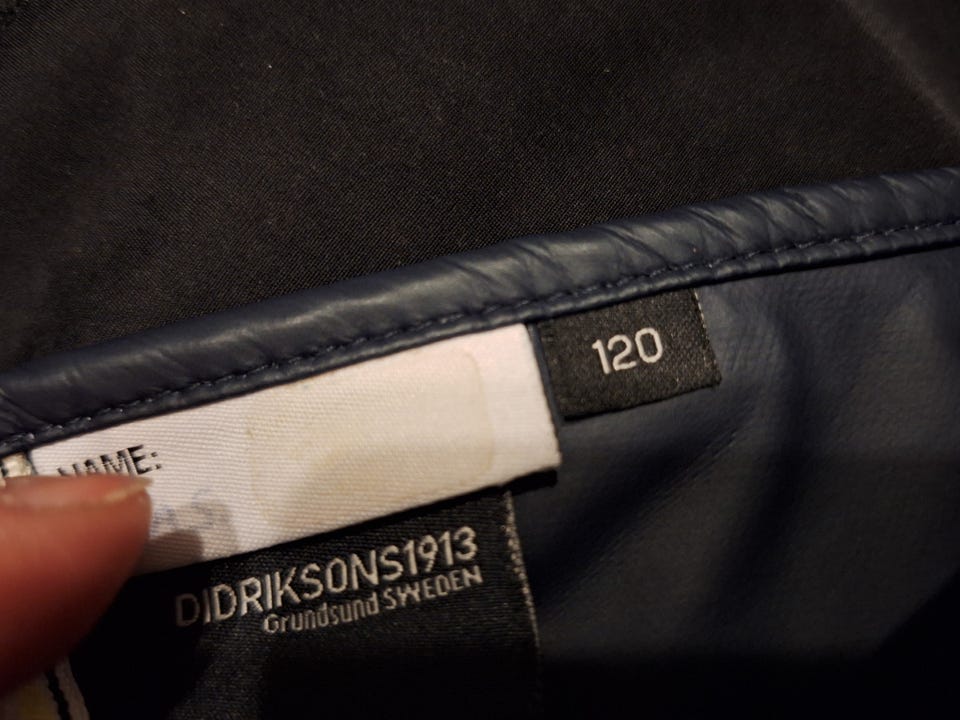 120
NAME:
DIDRIKSONS1913
Grundsund SWEDEN